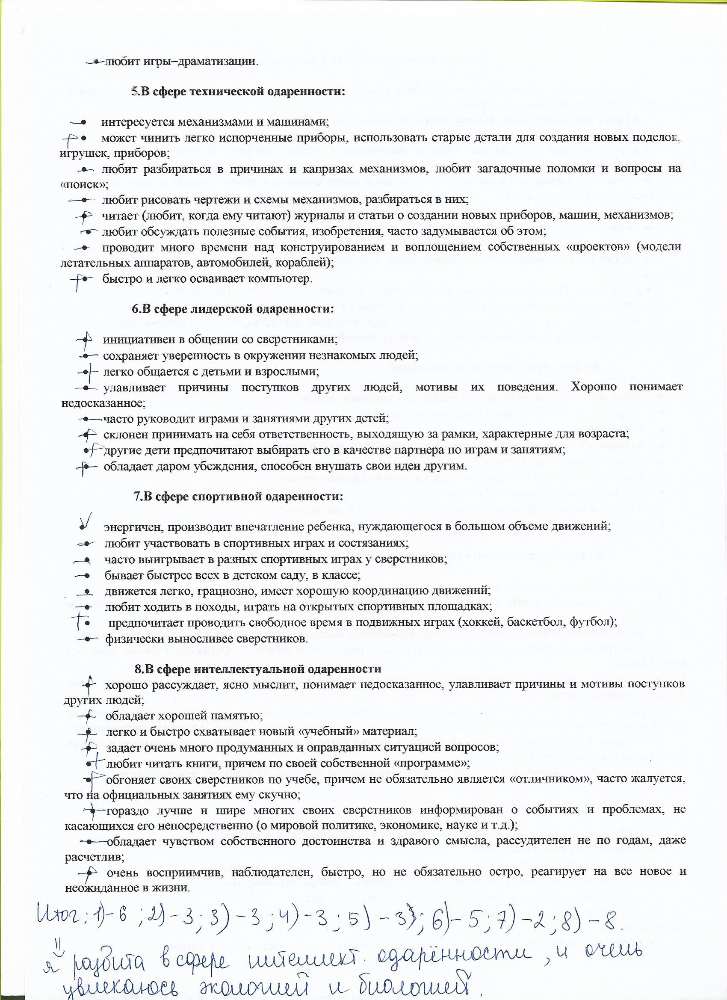 любит игры–драматизации.
5.В сфере технической одаренности:
• интересуется механизмами и машинами;
• может чинить легко испорченные приборы, использовать старые детали для создания новых поделок,
игрушек, приборов;
• любит разбираться в причинах и капризах механизмов, любит загадочные поломки и вопросы на
«поиск»;
• любит рисовать чертежи и схемы механизмов, разбираться в них;
• читает (любит, когда ему читают) журналы и статьи о создании новых приборов, машин, механизмов;
• любит обсуждать полезные события, изобретения, часто задумывается об этом;
• проводит много времени над конструированием и воплощением собственных «проектов» (модели
летательных аппаратов, автомобилей, кораблей);
• быстро и легко осваивает компьютер.
6.В сфере лидерской одаренности:
• инициативен в общении со сверстниками;
• сохраняет уверенность в окружении незнакомых людей;
• легко общается с детьми и взрослыми;
• улавливает причины поступков других людей, мотивы их поведения. Хорошо понимает
недосказанное;
• часто руководит играми и занятиями других детей;
• склонен принимать на себя ответственность, выходящую за рамки, характерные для возраста;
• другие дети предпочитают выбирать его в качестве партнера по играм и занятиям;
• обладает даром убеждения, способен внушать свои идеи другим.
7.В сфере спортивной одаренности:
• энергичен, производит впечатление ребенка, нуждающегося в большом объеме движений;
• любит участвовать в спортивных играх и состязаниях;
• часто выигрывает в разных спортивных играх у сверстников;
• бывает быстрее всех в детском саду, в классе;
• движется легко, грациозно, имеет хорошую координацию движений;
• любит ходить в походы, играть на открытых спортивных площадках;
• предпочитает проводить свободное время в подвижных играх (хоккей, баскетбол, футбол);
• физически выносливее сверстников.
8.В сфере интеллектуальной одаренности
• хорошо рассуждает, ясно мыслит, понимает недосказанное, улавливает причины и мотивы поступков
других людей;
• обладает хорошей памятью;
• легко и быстро схватывает новый «учебный» материал;
• задает очень много продуманных и оправданных ситуацией вопросов;
• любит читать книги, причем по своей собственной «программе»;
• обгоняет своих сверстников по учебе, причем не обязательно является «отличником», часто жалуется,
что на официальных занятиях ему скучно;
• гораздо лучше и шире многих своих сверстников информирован о событиях и проблемах, не
касающихся его непосредственно (о мировой политике, экономике, науке и т.д.);
• обладает чувством собственного достоинства и здравого смысла, рассудителен не по годам, даже
расчетлив;
• очень восприимчив, наблюдателен, быстро, но не обязательно остро, реагирует на все новое и
неожиданное в жизни.
Итог: 1)-6 ; 2) -3; 3) -3 ; 4) -3 ; 5) -3; 6)- 5; 7) -2; 8) -8.
я развита в сфере интеллект. одарённости, и очень
увлекаюсь экологией и биологией.